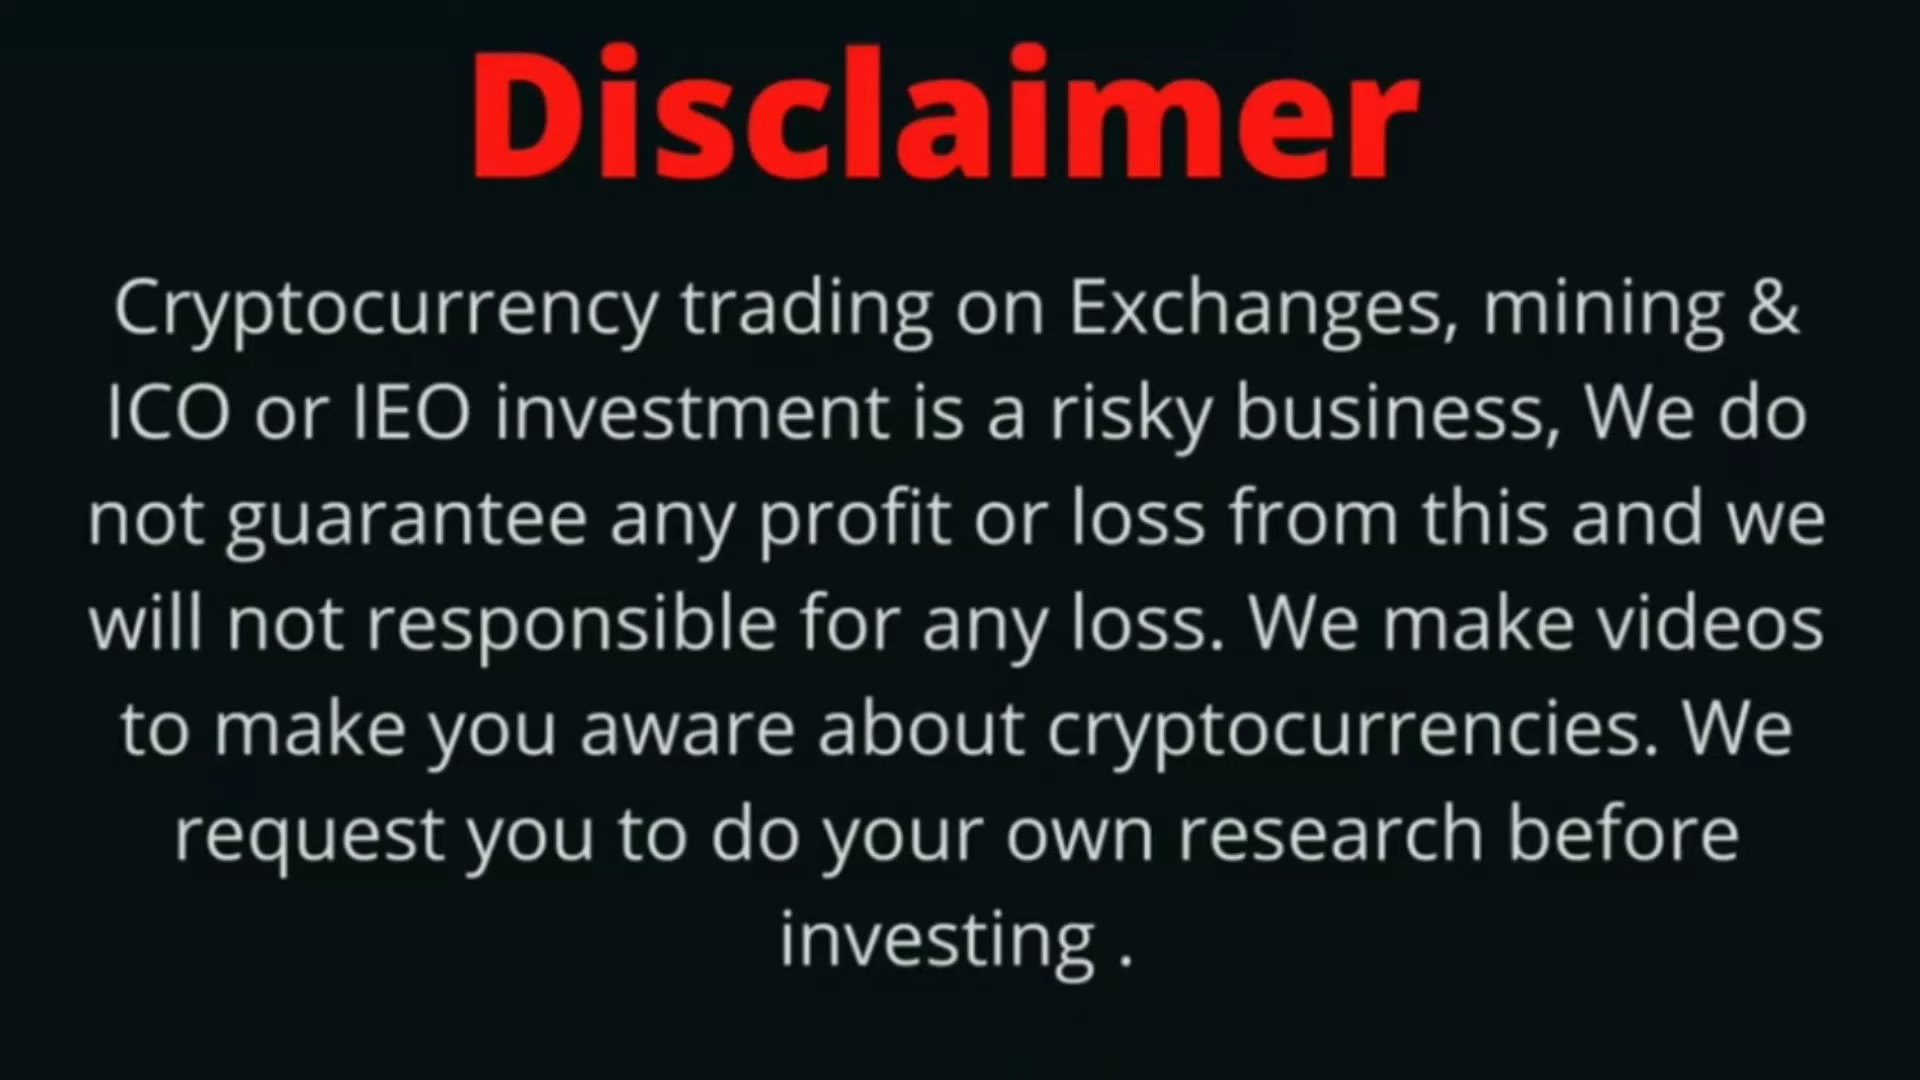 Disclaimer
Cryptocurrency trading on Exchanges, mining &
ICO or IEO investment is a risky business, We do
not guarantee any profit or loss from this and we
will not responsible for any loss. We make videos
to make you aware about cryptocurrencies. We
request you to do your own research before
investing .